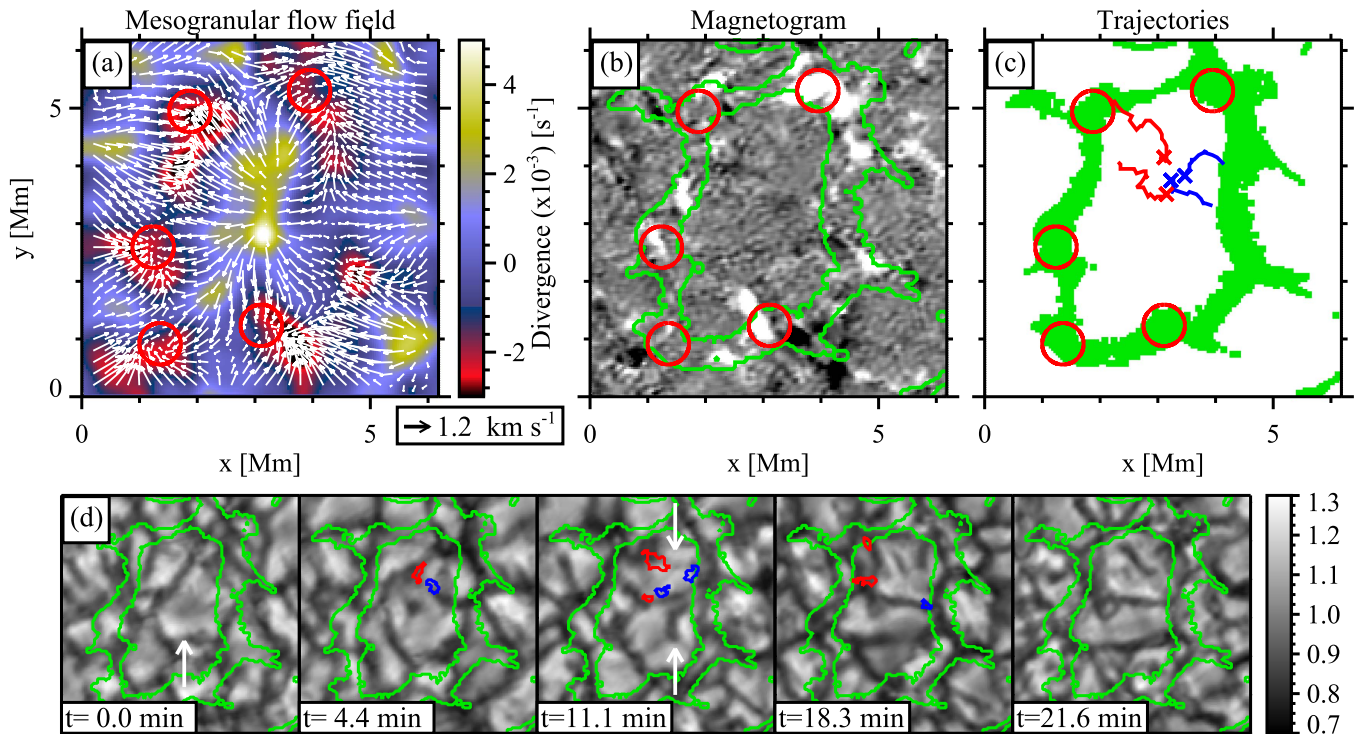 Mesogranular flow field
Magnetogram
Trajectories
(a)
(b)
(c)
5
0
y [Mm]
0
5
x [Mm]
4
2
0
-2
Divergence (x10⁻³) [s⁻¹]
1.2 km s⁻¹
0
5
x [Mm]
0
5
x [Mm]
(d)
t= 0.0 min
t= 4.4 min
t=11.1 min
t=18.3 min
t=21.6 min
1.3
1.2
1.1
1.0
0.9
0.8
0.7